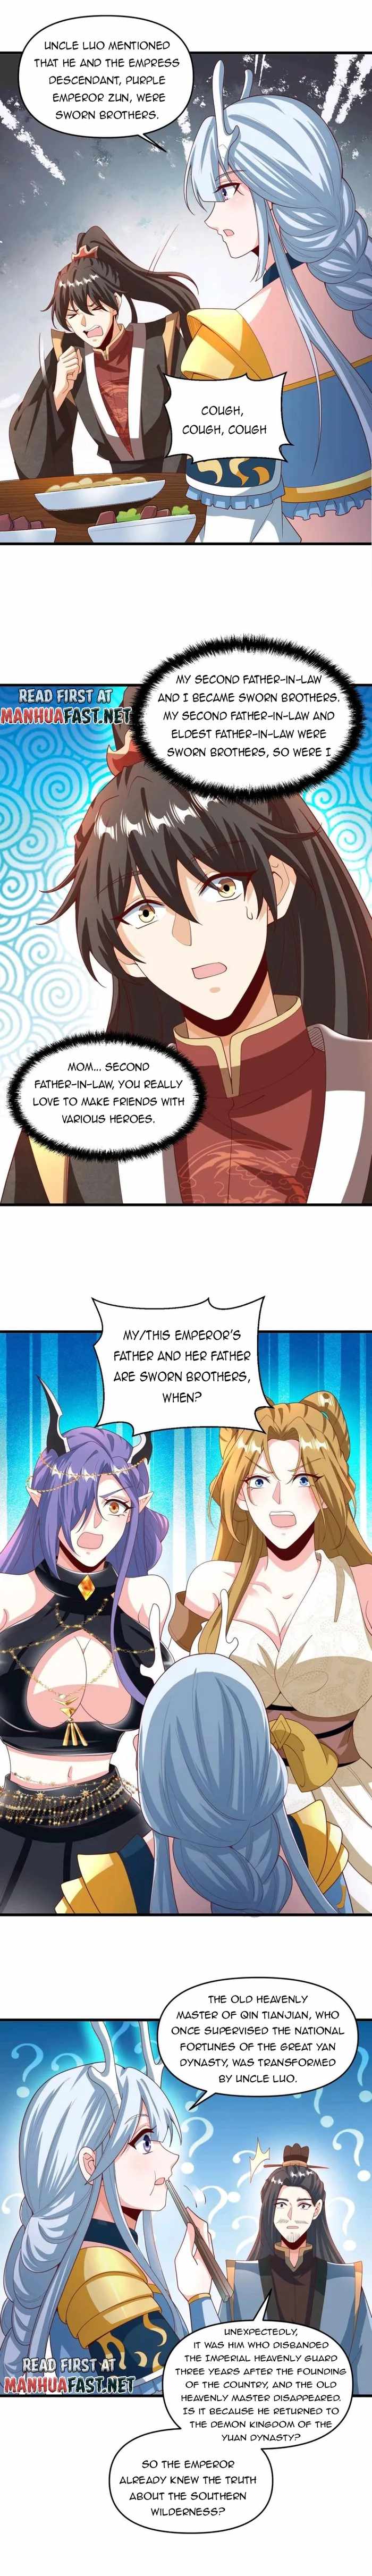 UNCLE LUO MENTIONED
THAT HE AND THE EMPRESS
DESCENDANT, PURPLE
EMPEROR ZUN, WERE
SWORN BROTHERS.
COUGH,
COUGH, COUGH
READ FIRST AT
MANHUAFAST.NET
MY SECOND FATHER-IN-LAW
AND I BECAME SWORN BROTHERS.
MY SECOND FATHER-IN-LAW AND
ELDEST FATHER-IN-LAW WERE
SWORN BROTHERS, SO WERE I
MOM... SECOND
FATHER-IN-LAW, YOU REALLY
LOVE TO MAKE FRIENDS WITH
VARIOUS HEROES.
MY/THIS EMPEROR'S
FATHER AND HER FATHER
ARE SWORN BROTHERS,
WHEN?
THE OLD HEAVENLY
MASTER OF QIN TIANJIAN, WHO
ONCE SUPERVISED THE NATIONAL
FORTUNES OF THE GREAT YAN
DYNASTY, WAS TRANSFORMED
BY UNCLE LUO.
UNEXPECTEDLY,
IT WAS HIM WHO DISBANDED
THE IMPERIAL HEAVENLY GUARD
THREE YEARS AFTER THE FOUNDING
OF THE COUNTRY, AND THE OLD
HEAVENLY MASTER DISAPPEARED.
IS IT BECAUSE HE RETURNED TO
THE DEMON KINGDOM OF THE
YUAN DYNASTY?
READ FIRST AT
MANHUAFAST.NET
SO THE EMPEROR
ALREADY KNEW THE TRUTH
ABOUT THE SOUTHERN
WILDERNESS?